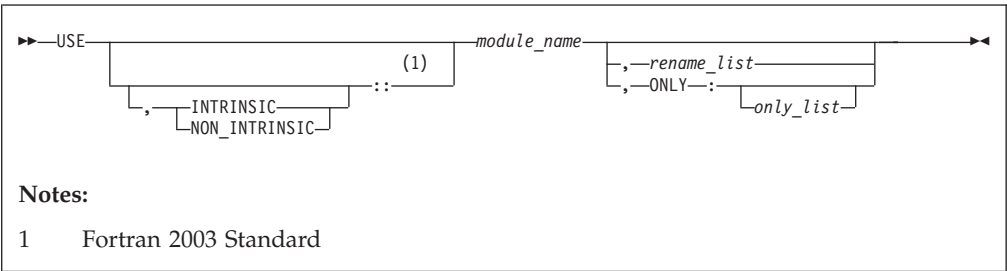 ►►—USE—module_name—►◄
(1)
, rename_list
::
, ONLY :
, INTRINSIC
only_list
NON_INTRINSIC
Notes:
1 Fortran 2003 Standard